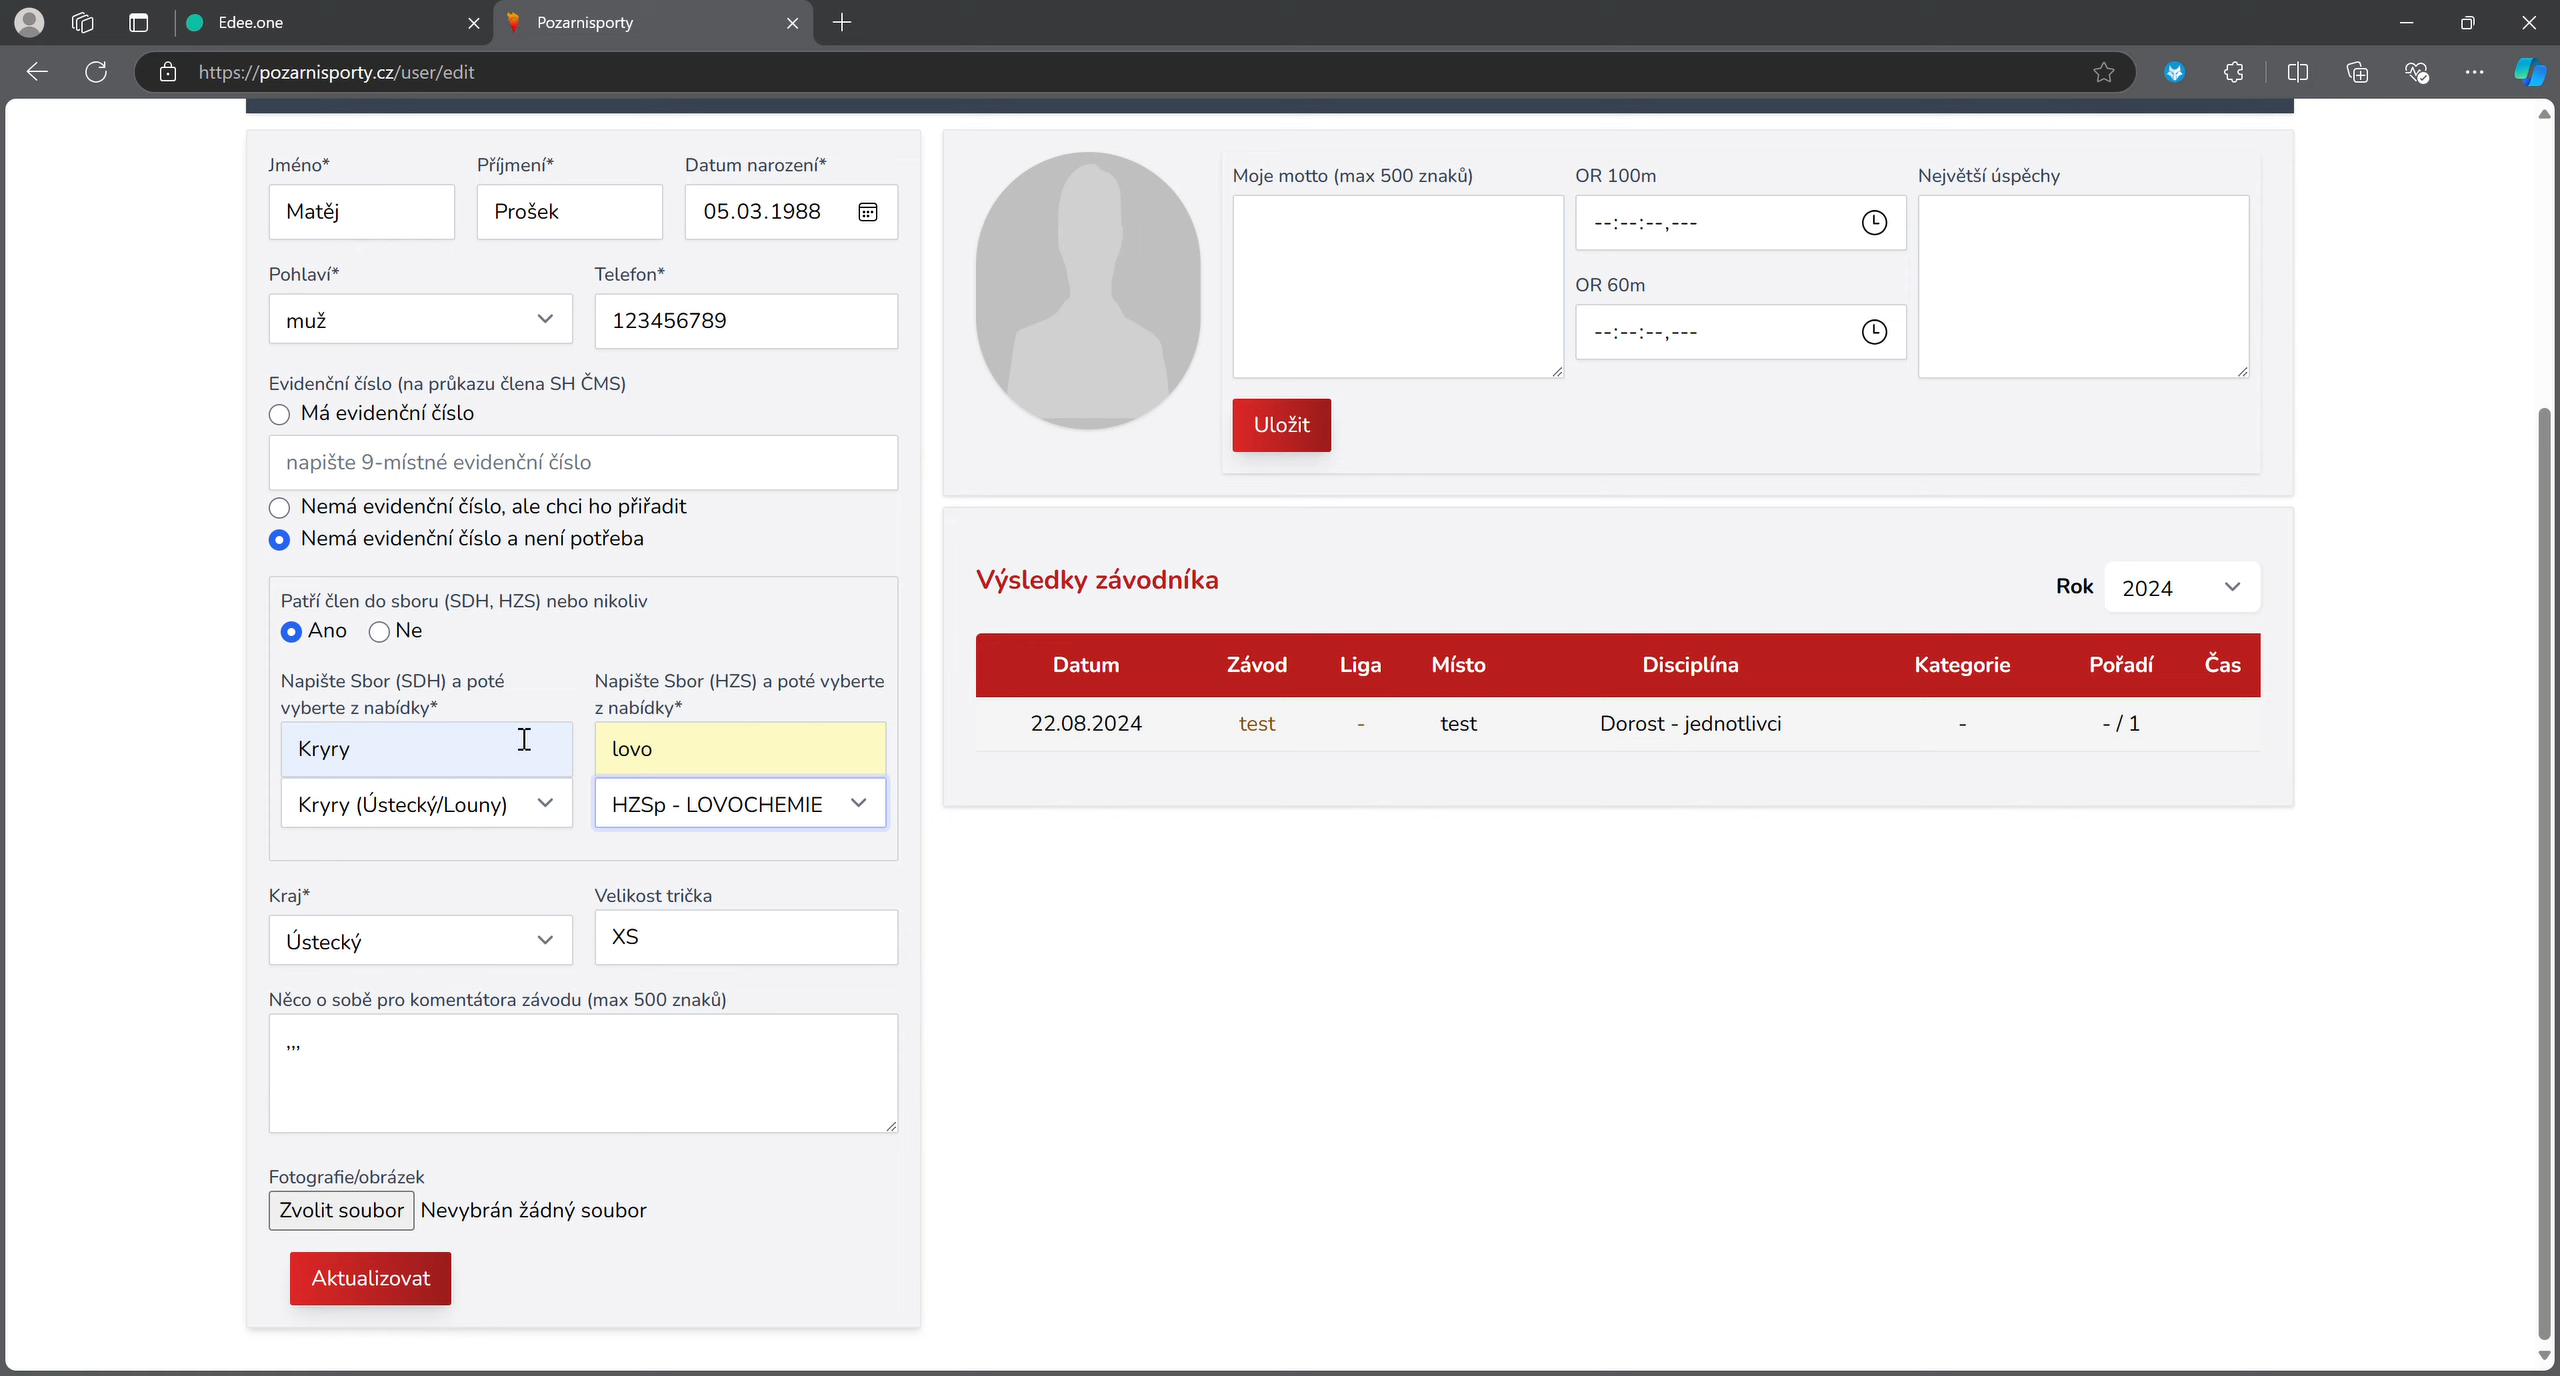 Edee.one
Pozarnisporty
https://pozarnisporty.cz/user/edit
Jméno*
Příjmení*
Datum narození*
Matěj
Prošek
05.03.1988
Pohlaví*
Telefon*
muž
123456789
Evidenční číslo (na průkazu člena SH ČMS)
Má evidenční číslo
napište 9-místné evidenční číslo
Nemá evidenční číslo, ale chci ho přiřadit
Nemá evidenční číslo a není potřeba
Patří člen do sboru (SDH, HZS) nebo nikoliv
Ano
Ne
Napište Sbor (SDH) a poté
vyberte z nabídky*
Napište Sbor (HZS) a poté vyberte
z nabídky*
Kryry
lovo
Kryry (Ústecký/Louny)
HZSp - LOVOCHEMIE
Kraj*
Velikost trička
Ústecký
XS
Něco o sobě pro komentátora závodu (max 500 znaků)
,,,
Fotografie/obrázek
Zvolit soubor Nevybrán žádný soubor
Aktualizovat
Moje motto (max 500 znaků)
OR 100m
Největší úspěchy
--:--:--,---
OR 60m
--:--:--,---
Uložit
Výsledky závodníka
Rok
2024
Datum Závod Liga Místo Disciplína Kategorie Pořadí Čas
22.08.2024 test - test Dorost - jednotlivci - - / 1